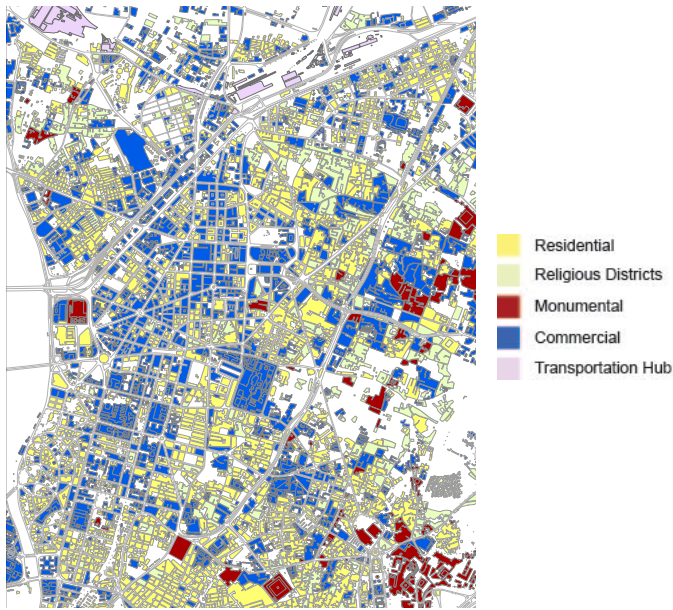 Residential
Religious Districts
Monumental
Commercial
Transportation Hub